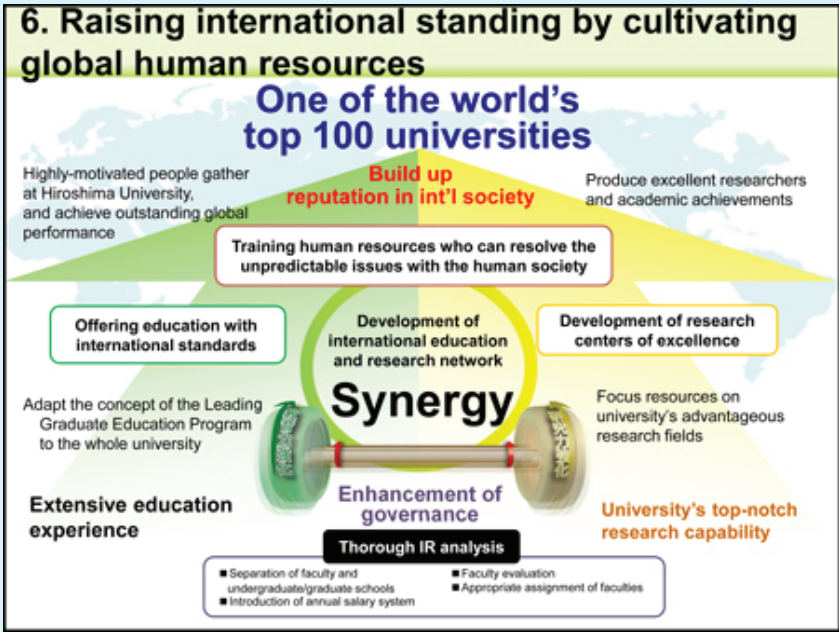 6. Raising international standing by cultivating
global human resources
One of the world's
top 100 universities
Highly-motivated people gather
at Hiroshima University,
and achieve outstanding global
performance
Build up
reputation in int'l society
Produce excellent researchers
and academic achievements
Training human resources who can resolve the
unpredictable issues with the human society
Offering education with
international standards
Development of
international education
and research network
Development of research
centers of excellence
Synergy
Adapt the concept of the Leading
Graduate Education Program
to the whole university
Focus resources on
university's advantageous
research fields
Extensive education
experience
Enhancement of
governance
University's top-notch
research capability
Thorough IR analysis
■ Separation of faculty and
undergraduate/graduate schools
■ Introduction of annual salary system
■ Faculty evaluation
■ Appropriate assignment of faculties